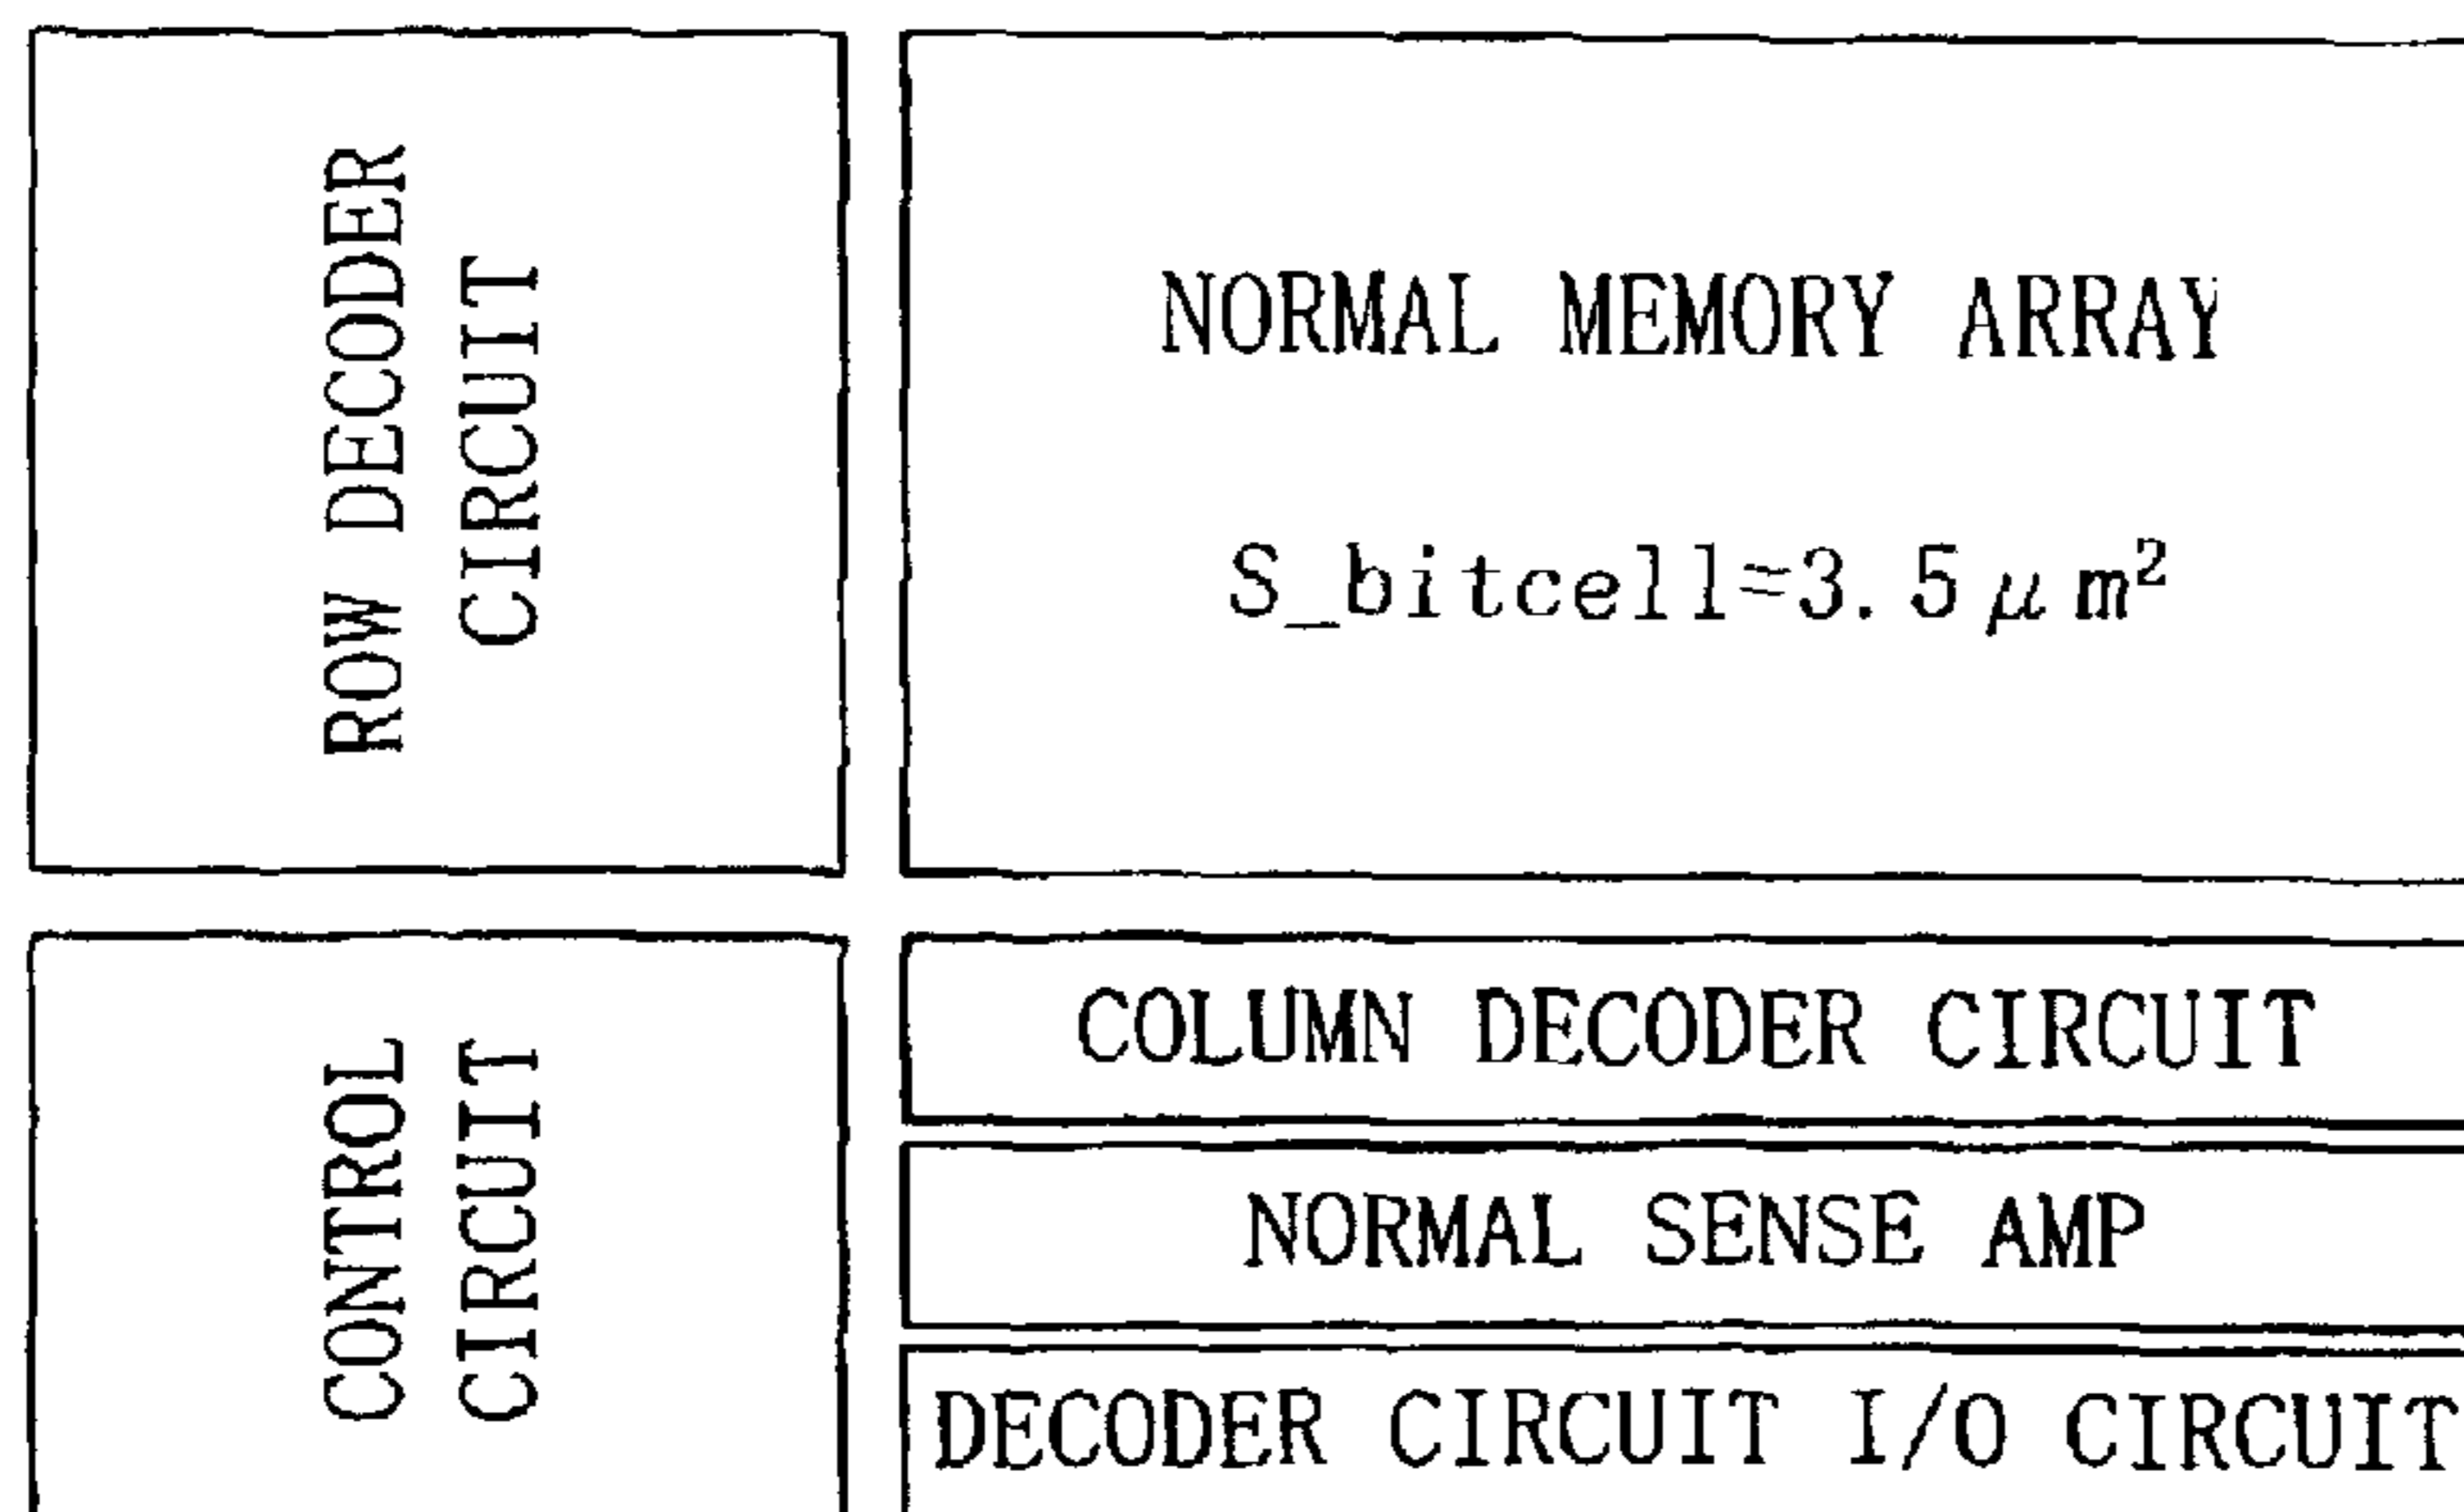 ROW DECODER
CIRCUIT
NORMAL MEMORY ARRAY
S_bitcell≈3.5μm²
CONTROL
CIRCUIT
COLUMN DECODER CIRCUIT
NORMAL SENSE AMP
DECODER CIRCUIT I/O CIRCUIT